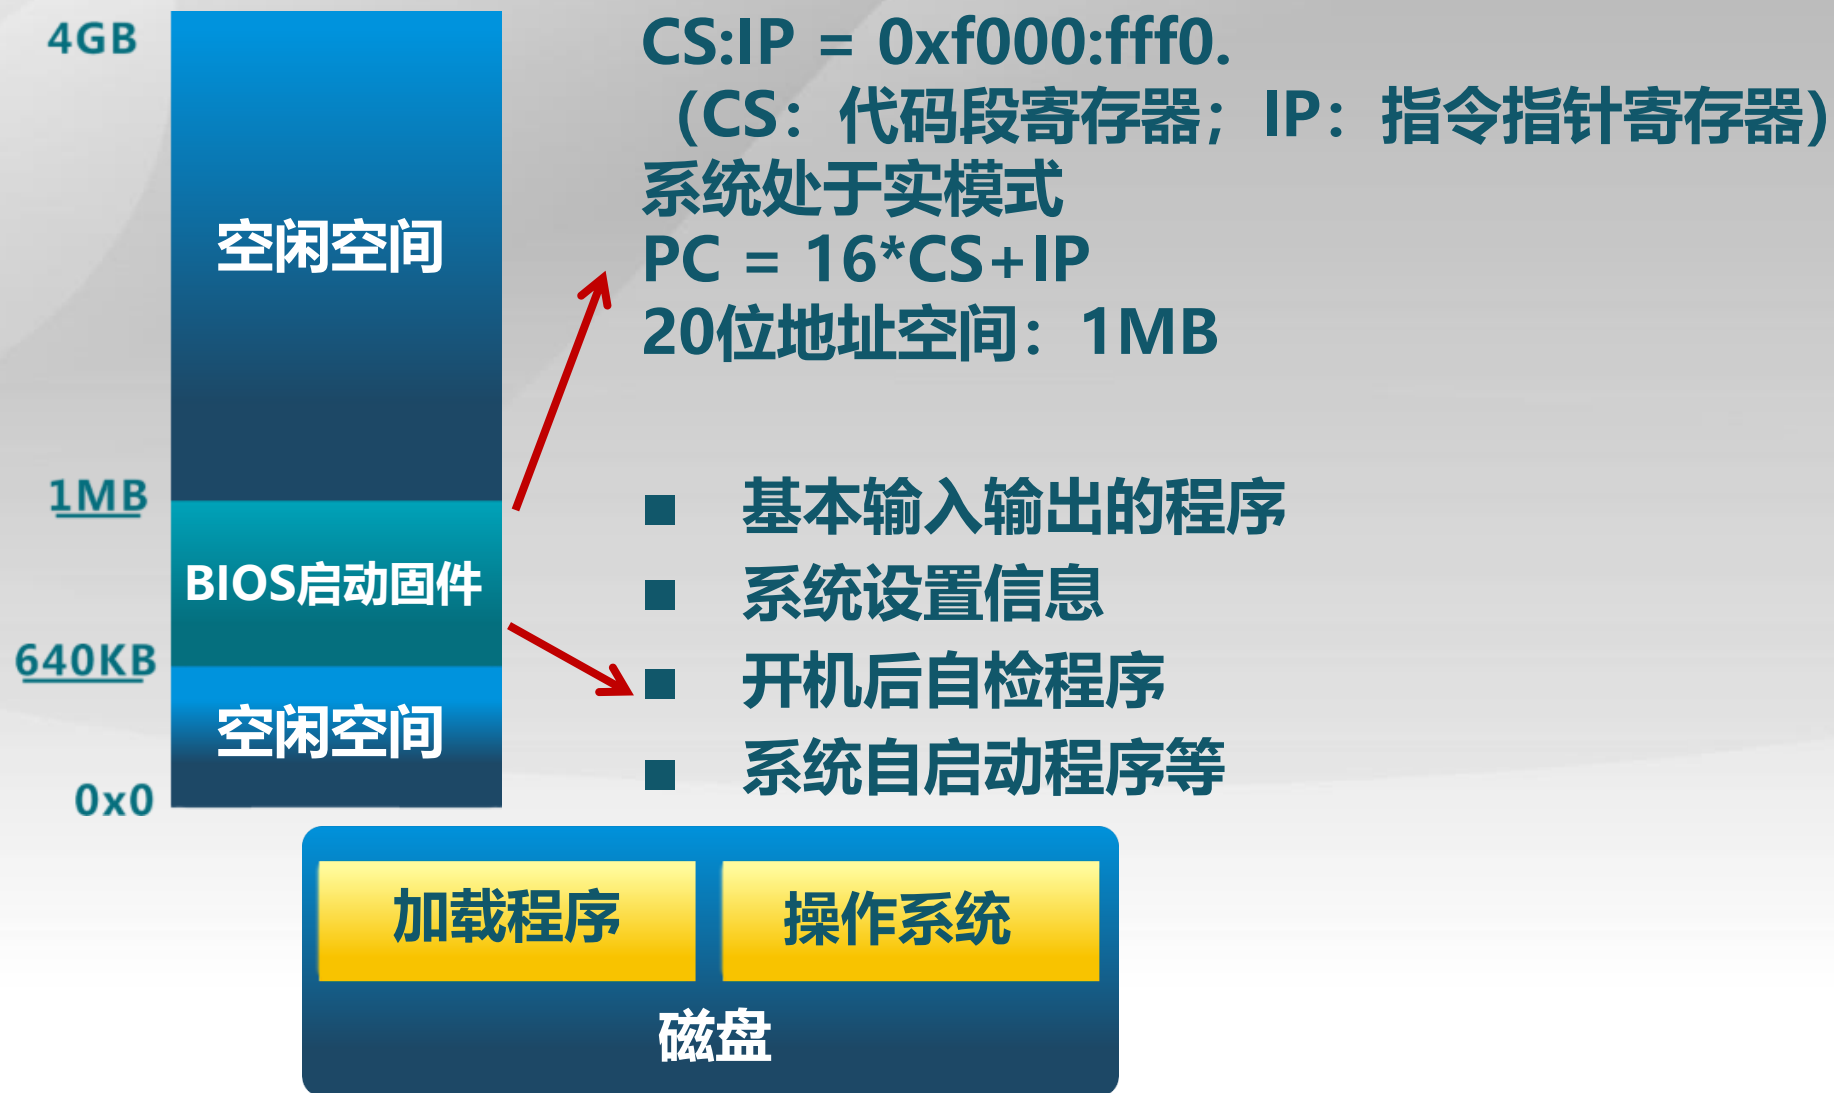 4GB
空闲空间
1MB
BIOS启动固件
640KB
空闲空间
0x0
CS:IP = 0xf000:fff0.
（CS：代码段寄存器；IP：指令指针寄存器）
系统处于实模式
PC = 16*CS+IP
20位地址空间：1MB
■ 基本输入输出的程序
■ 系统设置信息
■ 开机后自检程序
■ 系统自启动程序等
加载程序
操作系统
磁盘